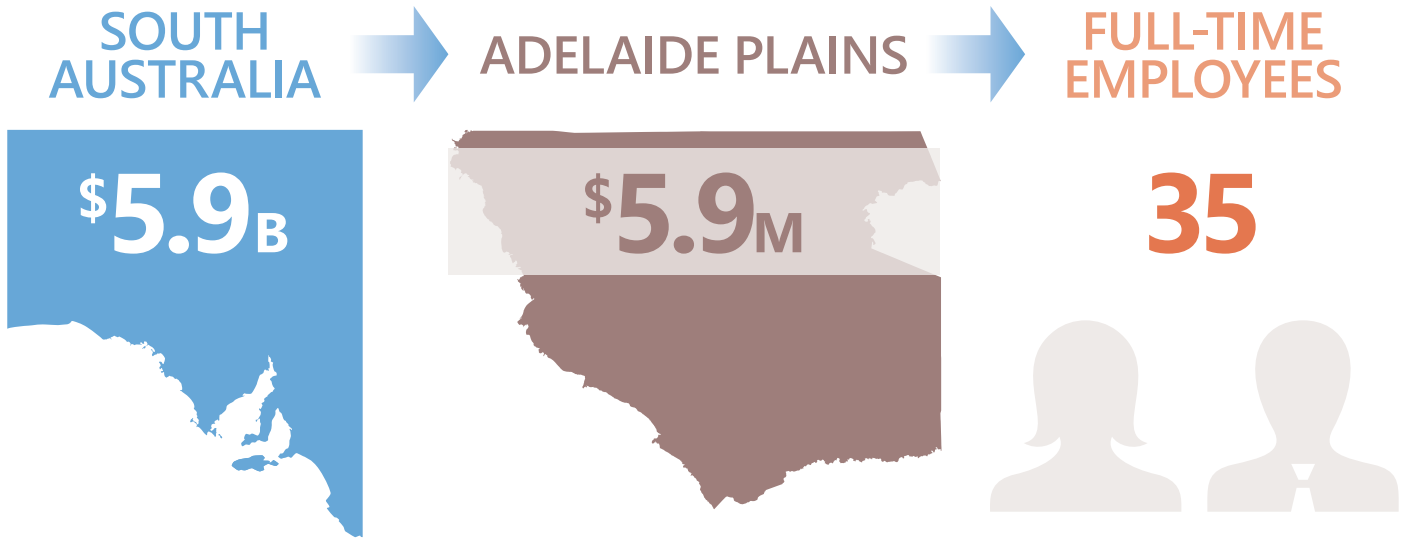 SOUTH
AUSTRALIA
ADELAIDE PLAINS
FULL-TIME
EMPLOYEES
$5.9B
$5.9M
35